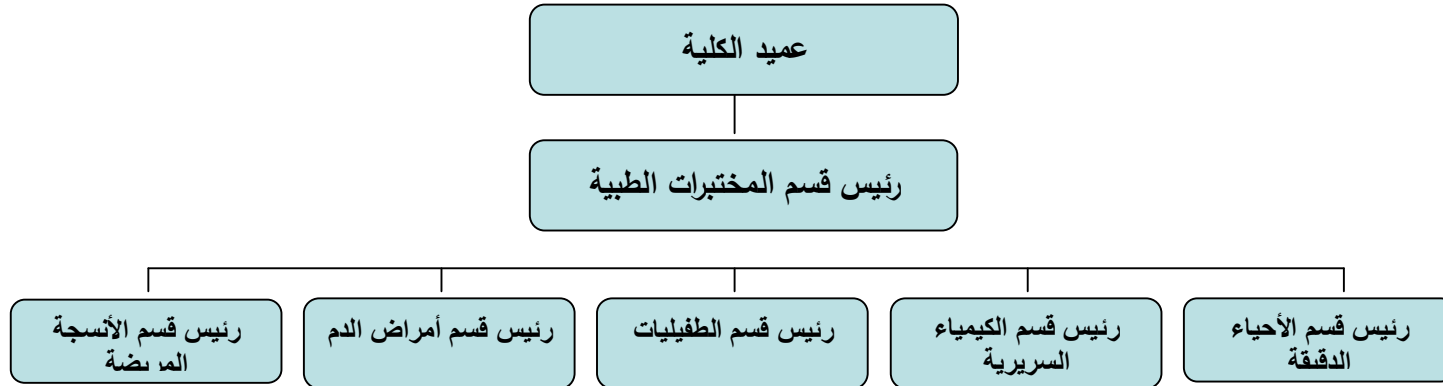 عميد الكلية
رئيس قسم المختبرات الطبية
رئيس قسم الأحياء
الدقيقة
رئيس قسم الكيمياء
السريرية
رئيس قسم الطفيليات
رئيس قسم أمراض الدم
رئيس قسم الأنسجة
المريضة